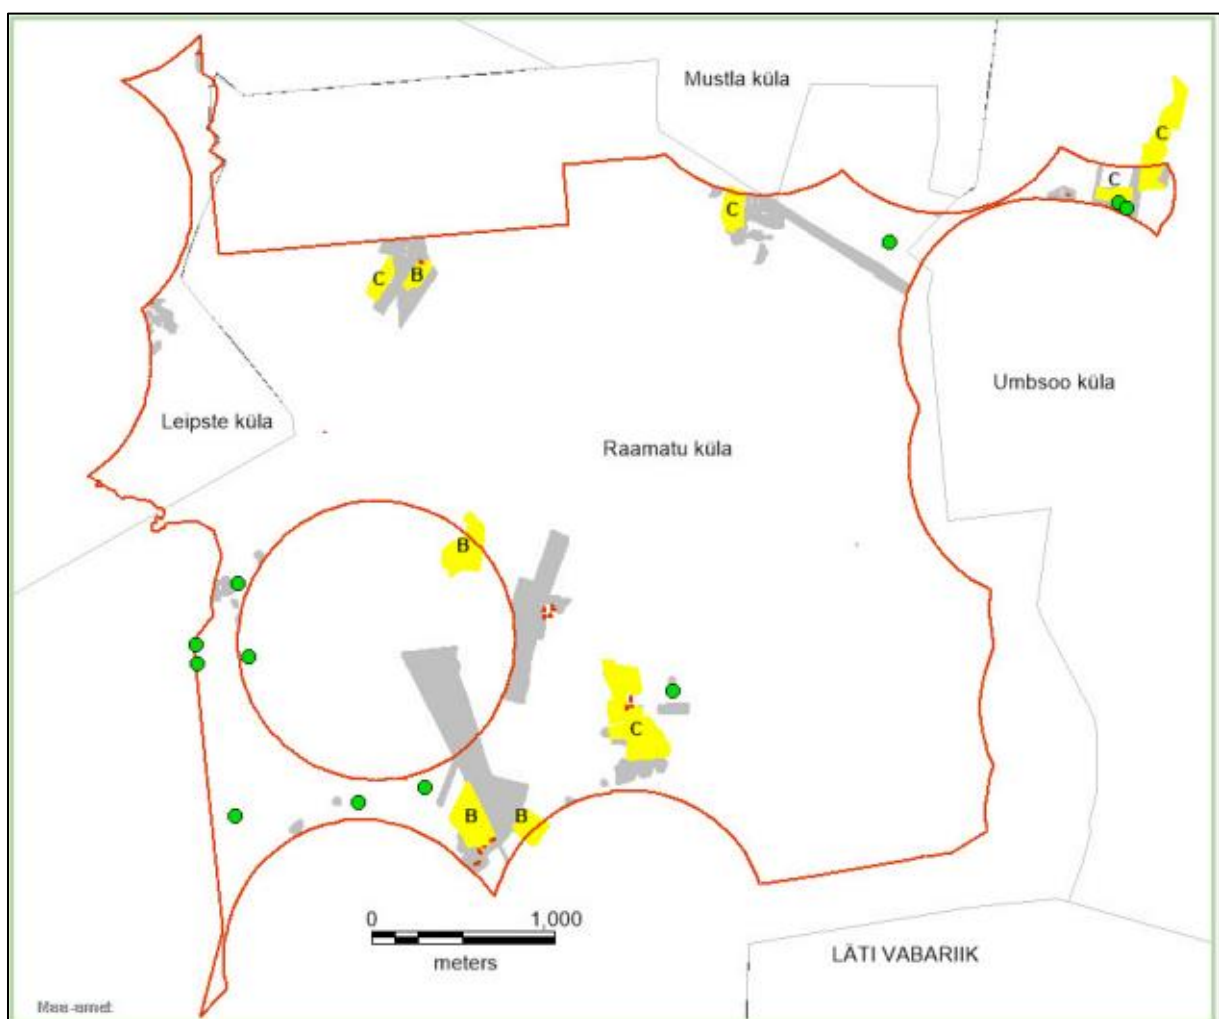 Mustla küla
C
C
C
C
B
Umbsoo küla
Leipste küla
Raamatu küla
B
C
B
B
0 1,000
meters
LÄTI VABARIIK
Maa-amet